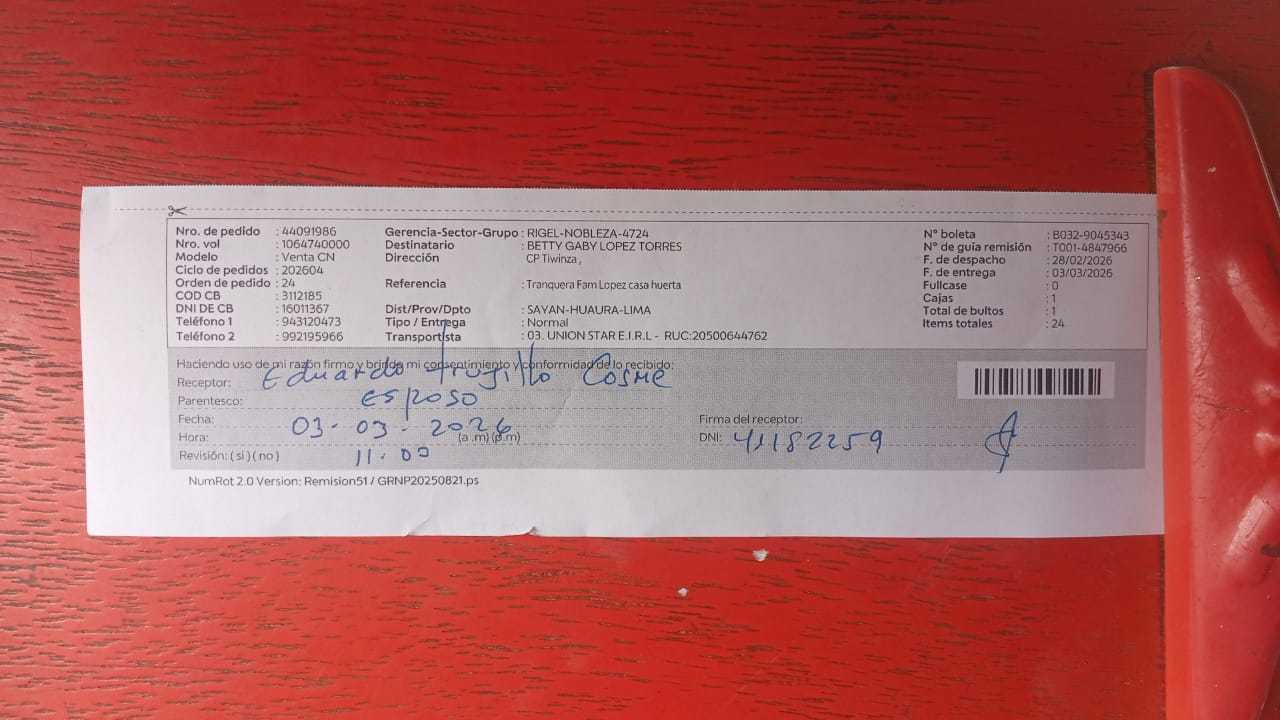 Nro. de pedido : 44091986
Nro. vol : 1064740000
Modelo : Venta CN
Ciclo de pedidos : 202604
Orden de pedido : 24
COD CB : 3112185
DNI DE CB : 16011367
Teléfono 1 : 943120473
Teléfono 2 : 992195966
Gerencia-Sector-Grupo : RIGEL-NOBLEZA-4724
Destinatario : BETTY GABY LOPEZ TORRES
Dirección CP Tiwinza ,
Referencia : Tranquera Fam Lopez casa huerta
Dist/Prov/Dpto : SAYAN-HUAURA-LIMA
Tipo / Entrega : Normal
Transportista : 03. UNION STAR E.I.R.L - RUC:20500644762
N° boleta : B032-9045343
N° de guía remisión : T001-4847966
F. de despacho : 28/02/2026
F. de entrega : 03/03/2026
Fullcase : 0
Cajas : 1
Total de bultos : 1
Items totales : 24
Haciendo uso de mi razón firmo y brindo mi consentimiento y conformidad de lo recibido:
Receptor: Eduardo Trujillo Cosme
Parentesco: esposo
Fecha: 03-03-2026
Hora: 11.00 (a .m) (p.m)
Revisión: ( si ) ( no )
Firma del receptor:
DNI: 41182259
NumRot 2.0 Version: Remision51 / GRNP20250821.ps